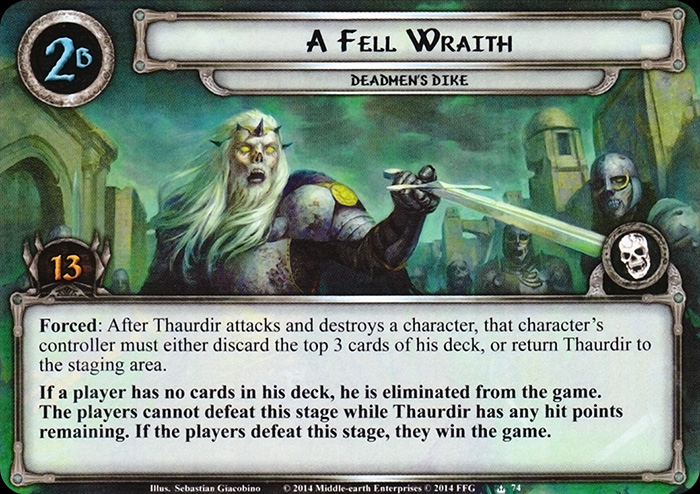 2B
A Fell Wraith
Deadmen's Dike
13
Forced: After Thaurdir attacks and destroys a character, that character's
controller must either discard the top 3 cards of his deck, or return Thaurdir to
the staging area.
If a player has no cards in his deck, he is eliminated from the game.
The players cannot defeat this stage while Thaurdir has any hit points
remaining. If the players defeat this stage, they win the game.
Illus. Sebastian Giacobino © 2014 Middle-earth Enterprises © 2014 FFG 74